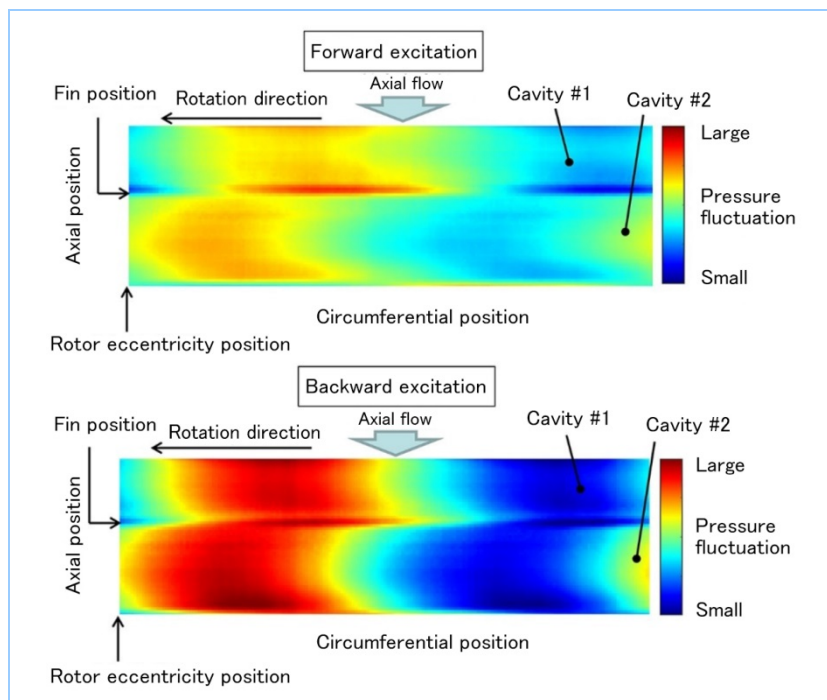 Forward excitation
Axial flow
Fin position
Rotation direction
Cavity #1
Cavity #2
Large
Axial position
Pressure
fluctuation
Small
Circumferential position
Rotor eccentricity position
Backward excitation
Axial flow
Fin position
Rotation direction
Cavity #1
Cavity #2
Large
Axial position
Pressure
fluctuation
Small
Circumferential position
Rotor eccentricity position